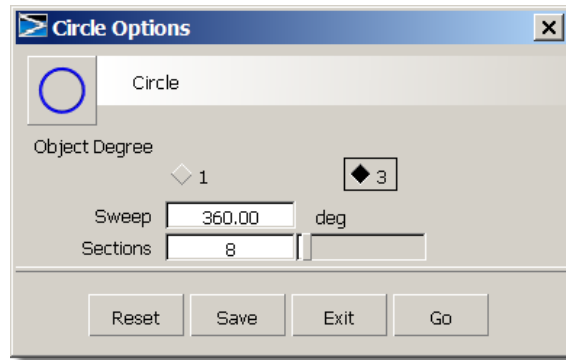 Circle Options
Circle
Object Degree
1 3
Sweep 360.00 deg
Sections 8
Reset Save Exit Go